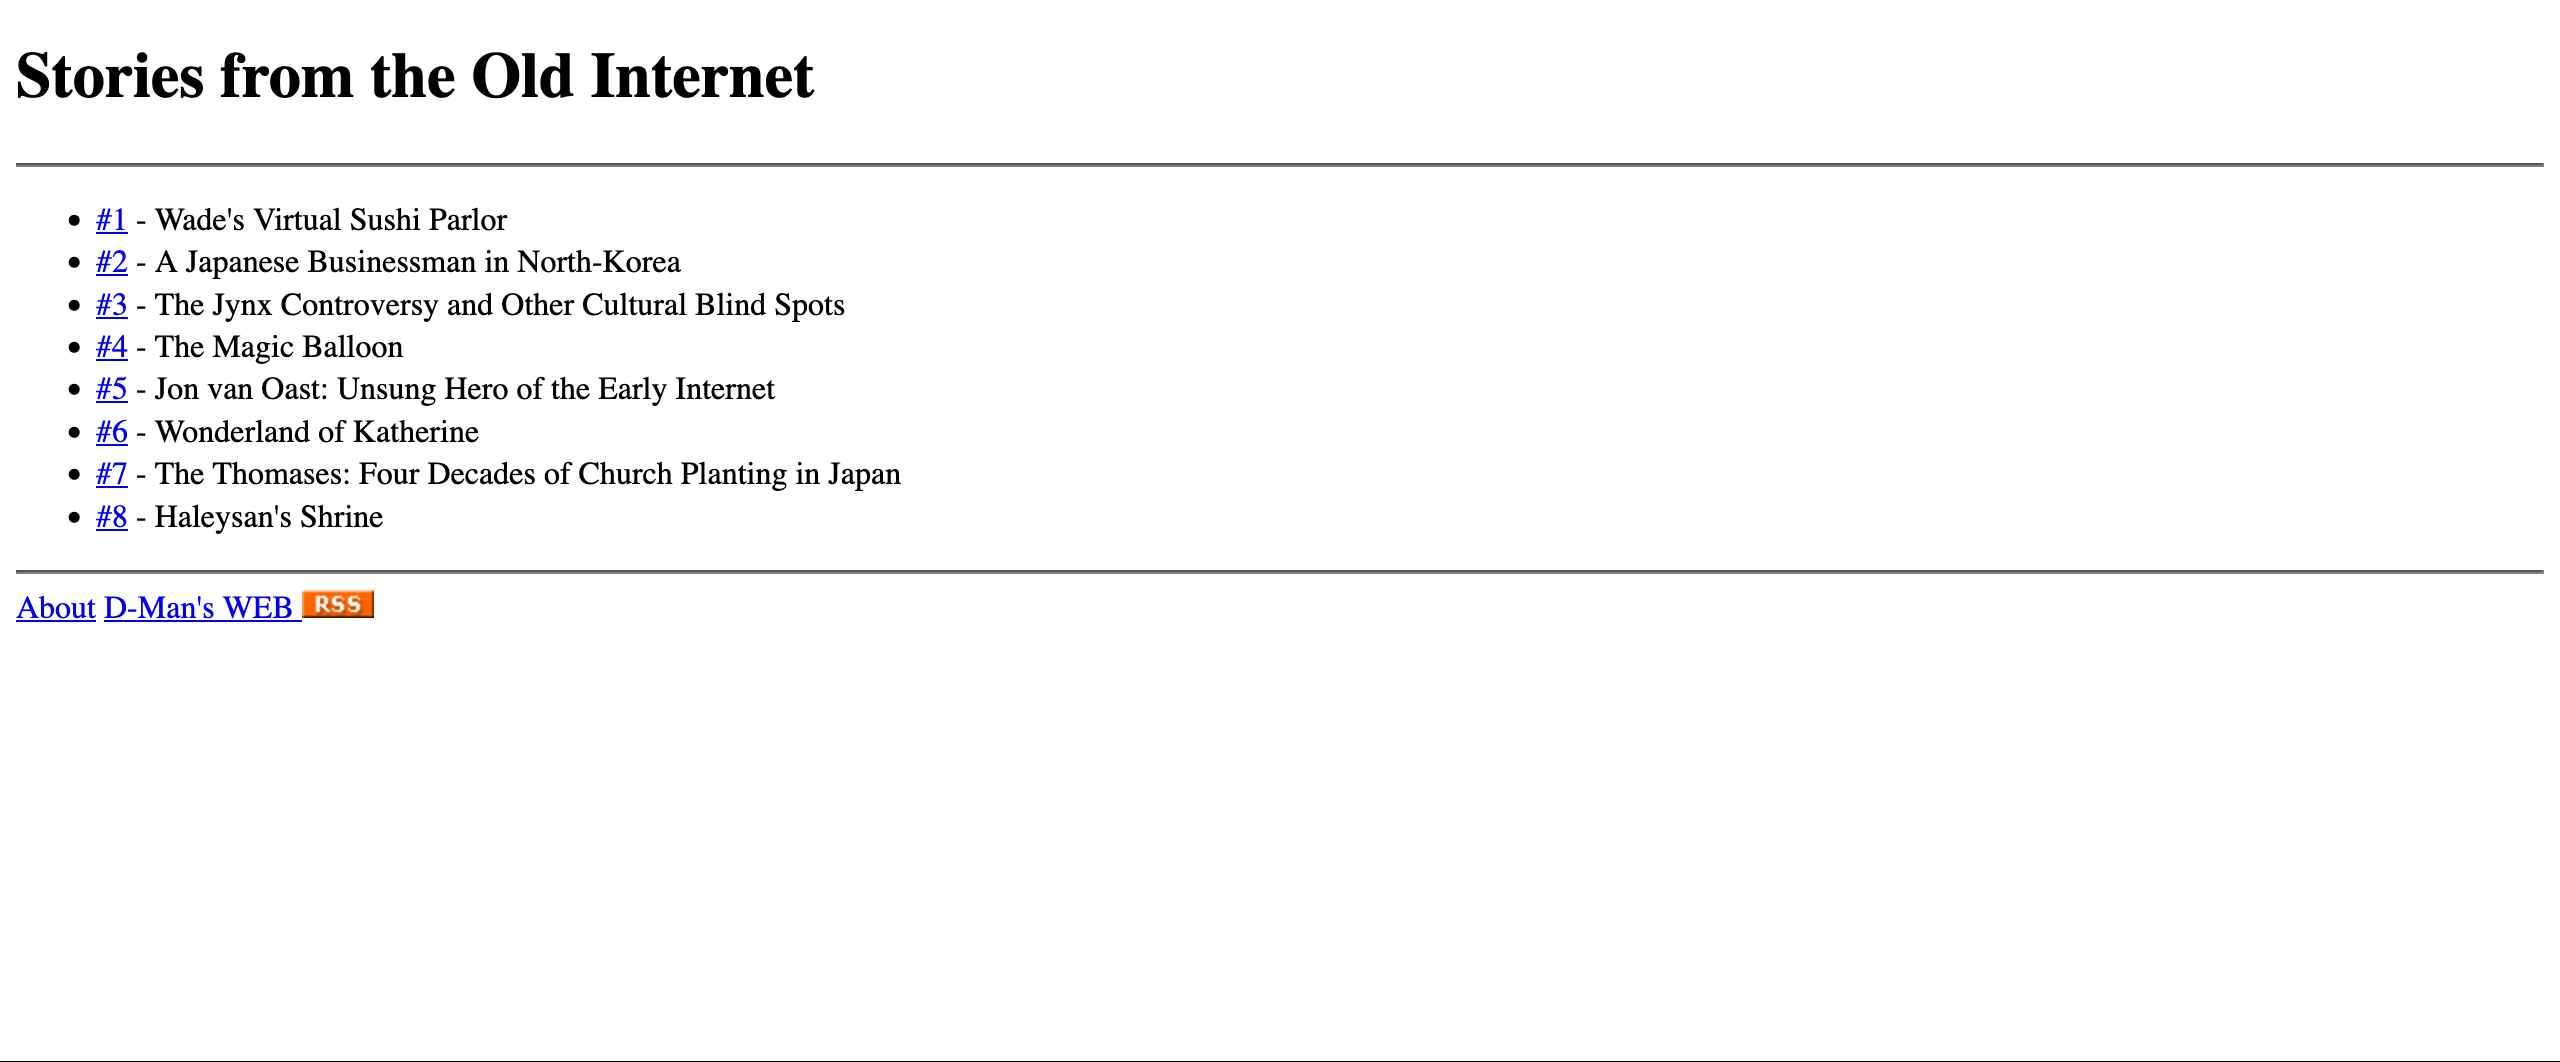 Stories from the Old Internet
#1 - Wade's Virtual Sushi Parlor
#2 - A Japanese Businessman in North-Korea
#3 - The Jynx Controversy and Other Cultural Blind Spots
#4 - The Magic Balloon
#5 - Jon van Oast: Unsung Hero of the Early Internet
#6 - Wonderland of Katherine
#7 - The Thomases: Four Decades of Church Planting in Japan
#8 - Haleysan's Shrine
About D-Man's WEB RSS